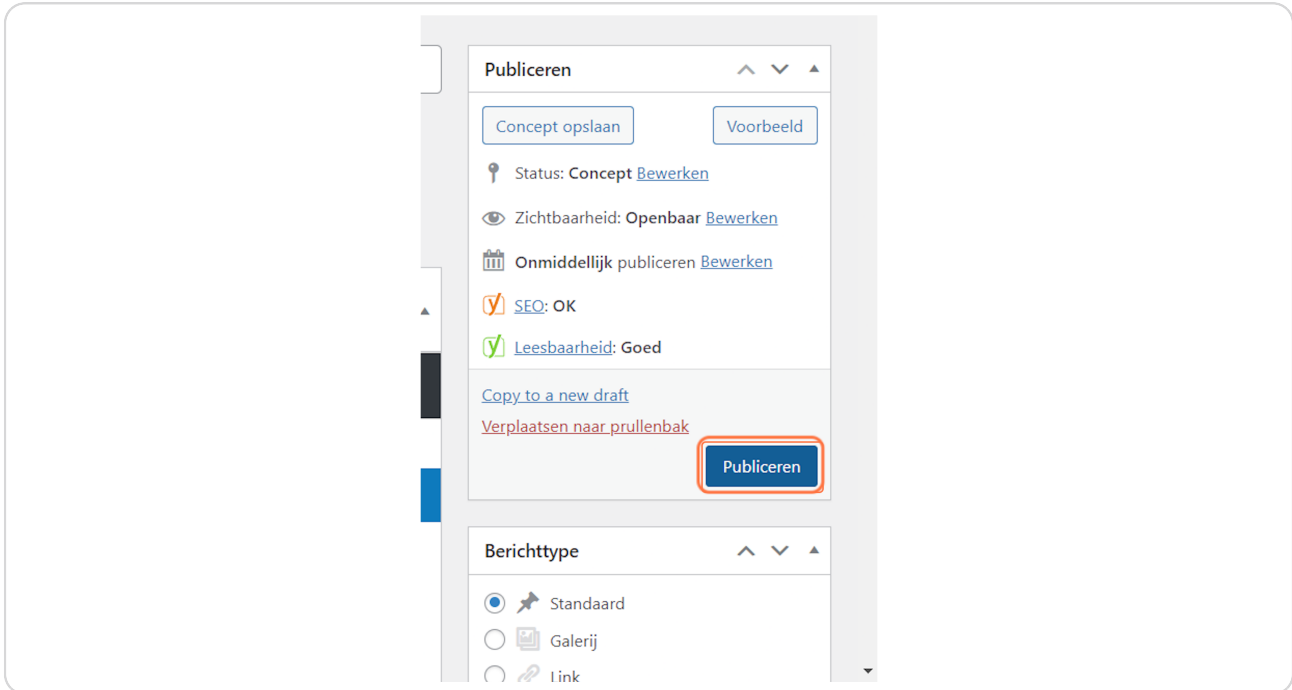 Publiceren
Concept opslaan Voorbeeld
Status: Concept Bewerken
Zichtbaarheid: Openbaar Bewerken
Onmiddellijk publiceren Bewerken
SEO: OK
Leesbaarheid: Goed
Copy to a new draft
Verplaatsen naar prullenbak
Publiceren
Berichttype
Standaard
Galerij
Link